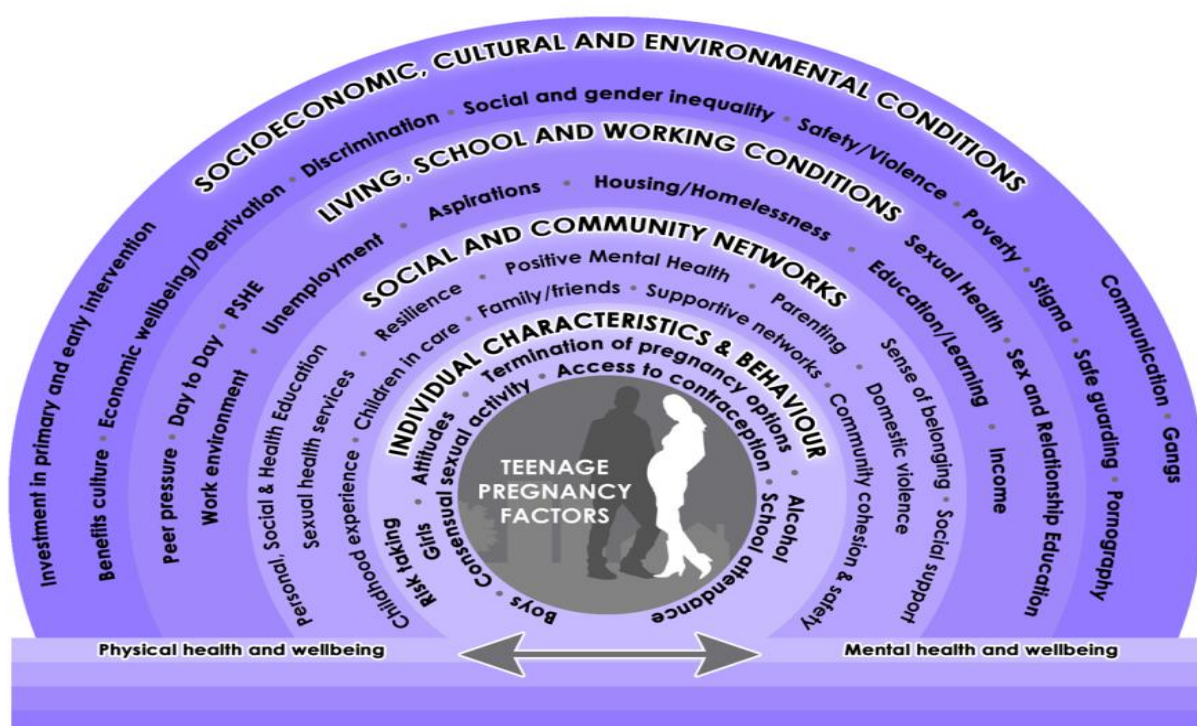 SOCIOECONOMIC, CULTURAL AND ENVIRONMENTAL CONDITIONS
Investment in primary and early intervention
Communication • Gangs
Benefits culture • Economic wellbeing/Deprivation • Discrimination • Social and gender inequality • Safety/Violence • Poverty • Stigma • Safe guarding • Pornography
LIVING, SCHOOL AND WORKING CONDITIONS
Peer pressure • Day to Day • PSHE
Sexual Health • Sex and Relationship Education
Work environment • Unemployment • Aspirations • Housing/Homelessness • Education/Learning • Income
SOCIAL AND COMMUNITY NETWORKS
Personal, Social & Health Education
Sense of belonging • Social support
Sexual health services • Resilience • Positive Mental Health • Parenting • Domestic violence
Childhood experience • Children in care • Family/friends • Supportive networks • Community cohesion & safety
INDIVIDUAL CHARACTERISTICS & BEHAVIOUR
Risk taking
Girls • Attitudes • Termination of pregnancy options • Alcohol
Boys • Consensual sexual activity • Access to contraception • School attendance
TEENAGE
PREGNANCY
FACTORS
Physical health and wellbeing
Mental health and wellbeing